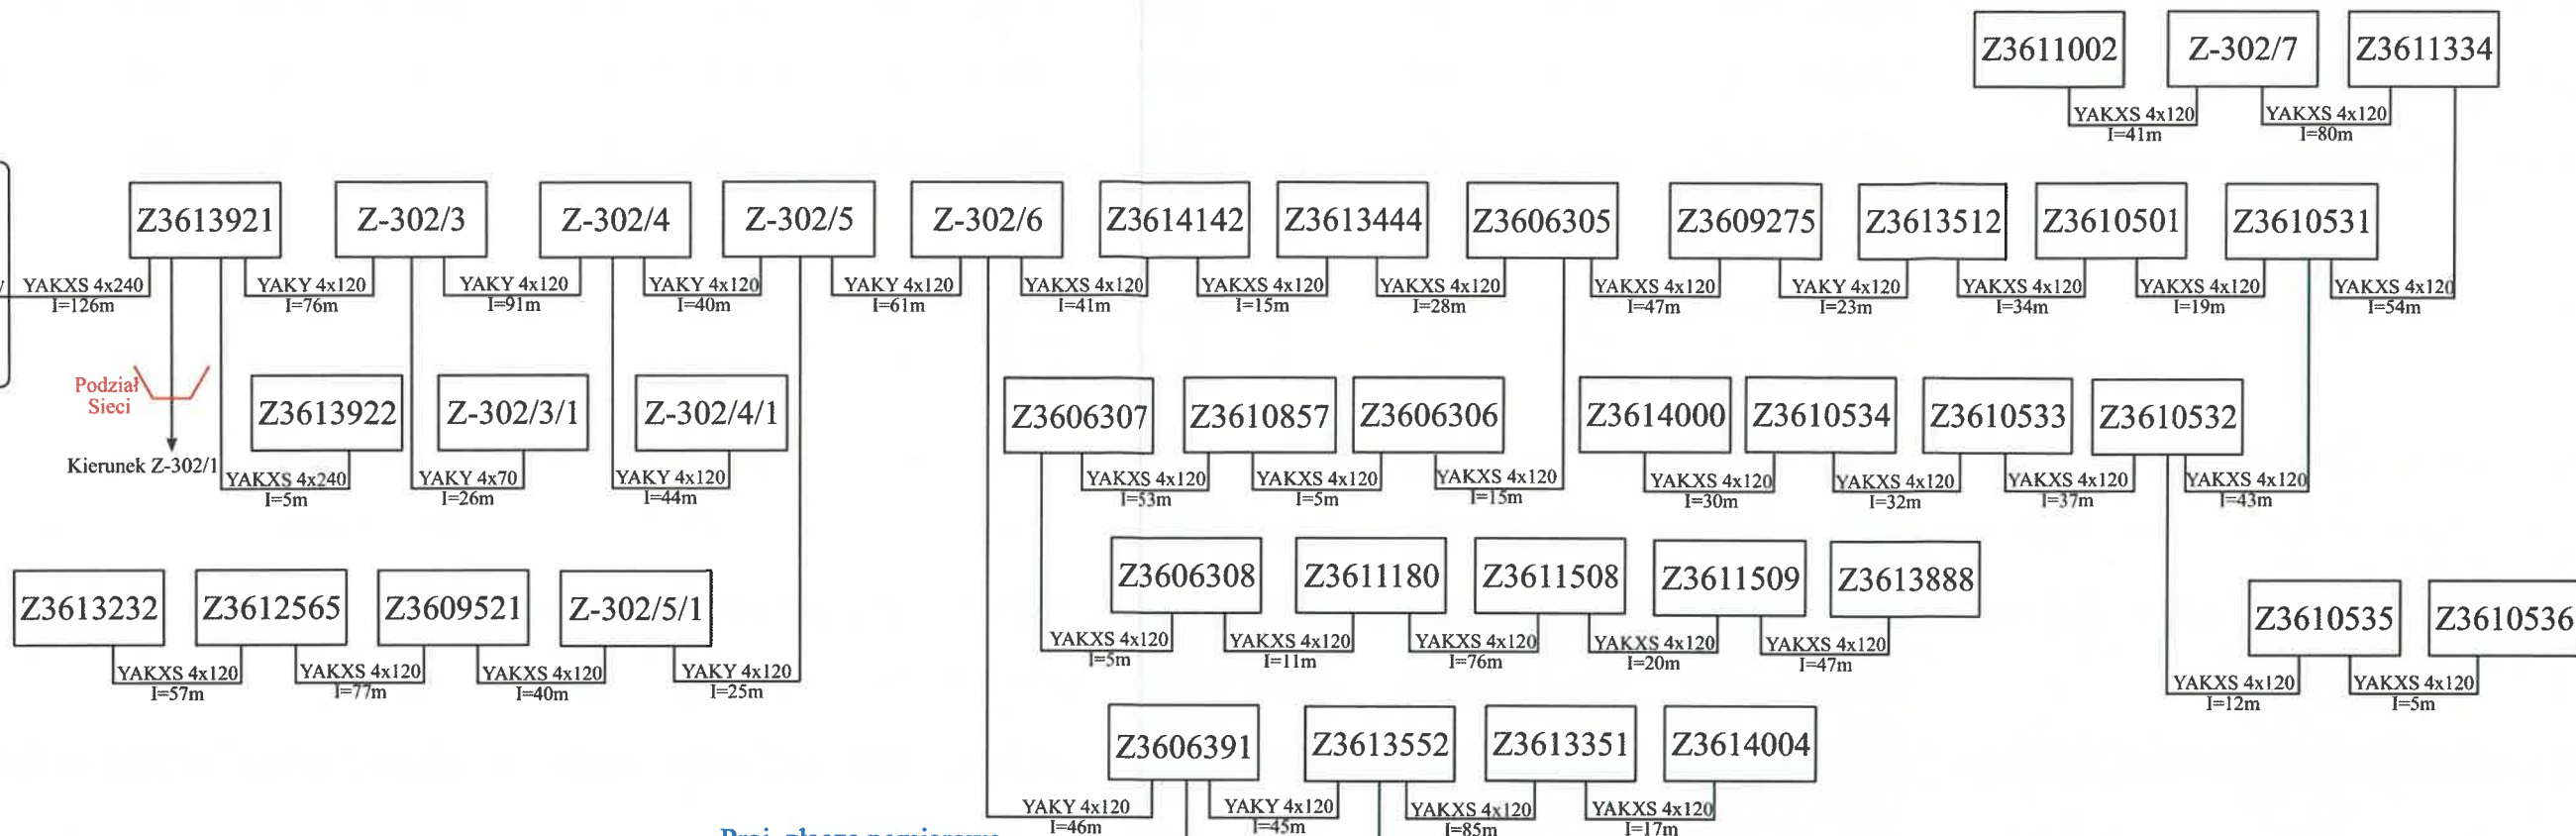 Z3611002
Z-302/7
Z3611334
YAKXS 4x120
I=41m
YAKXS 4x120
I=80m
Z3613921
Z-302/3
Z-302/4
Z-302/5
Z-302/6
Z3614142
Z3613444
Z3606305
Z3609275
Z3613512
Z3610501
Z3610531
YAKXS 4x240
I=126m
YAKY 4x120
I=76m
YAKY 4x120
I=91m
YAKY 4x120
I=40m
YAKY 4x120
I=61m
YAKXS 4x120
I=41m
YAKXS 4x120
I=15m
YAKXS 4x120
I=28m
YAKXS 4x120
I=47m
YAKY 4x120
I=23m
YAKXS 4x120
I=34m
YAKXS 4x120
I=19m
YAKXS 4x120
I=54m
Podział
Sieci
Kierunek Z-302/1
Z3613922
Z-302/3/1
Z-302/4/1
Z3606307
Z3610857
Z3606306
Z3614000
Z3610534
Z3610533
Z3610532
YAKXS 4x240
I=5m
YAKY 4x70
I=26m
YAKY 4x120
I=44m
YAKXS 4x120
I=53m
YAKXS 4x120
I=5m
YAKXS 4x120
I=15m
YAKXS 4x120
I=30m
YAKXS 4x120
I=32m
YAKXS 4x120
I=37m
YAKXS 4x120
I=43m
Z3613232
Z3612565
Z3609521
Z-302/5/1
Z3606308
Z3611180
Z3611508
Z3611509
Z3613888
Z3610535
Z3610536
YAKXS 4x120
I=57m
YAKXS 4x120
I=77m
YAKXS 4x120
I=40m
YAKY 4x120
I=25m
YAKXS 4x120
I=5m
YAKXS 4x120
I=11m
YAKXS 4x120
I=76m
YAKXS 4x120
I=20m
YAKXS 4x120
I=47m
YAKXS 4x120
I=12m
YAKXS 4x120
I=5m
Z3606391
Z3613552
Z3613351
Z3614004
YAKY 4x120
I=46m
YAKY 4x120
I=45m
YAKXS 4x120
I=85m
YAKXS 4x120
I=17m